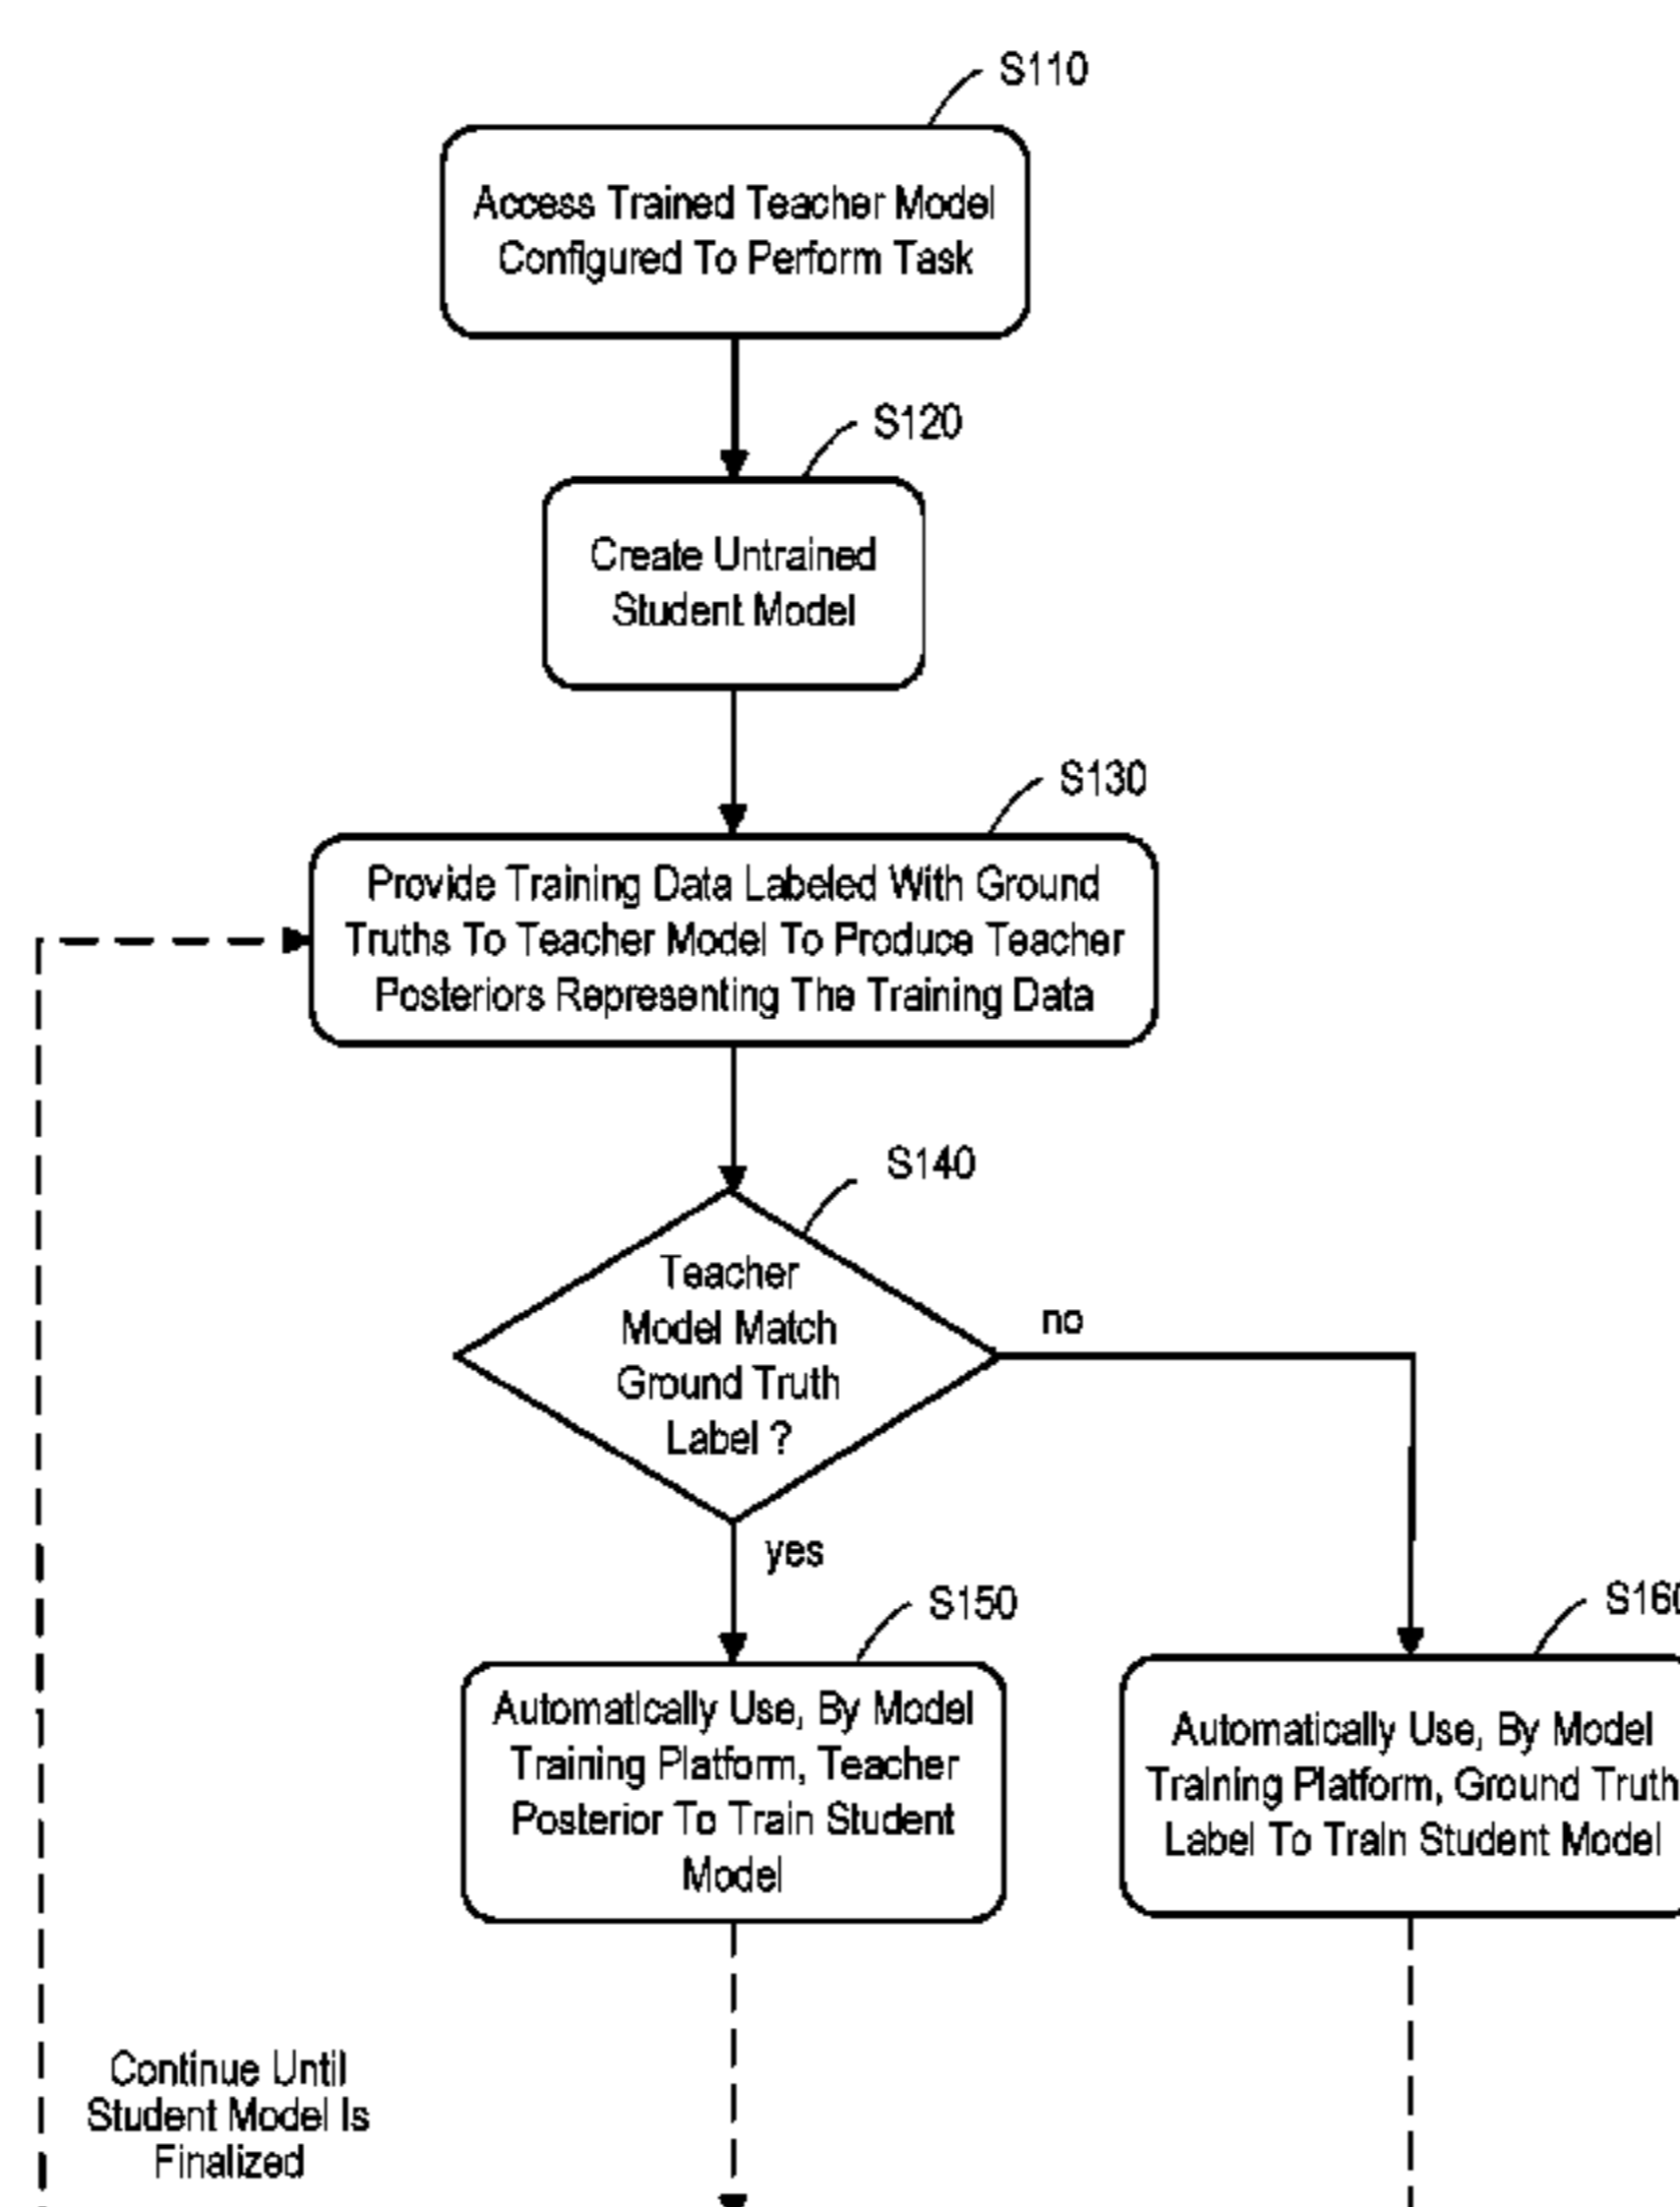 S110
Access Trained Teacher Model
Configured To Perform Task
S120
Create Untrained
Student Model
S130
Provide Training Data Labeled With Ground
Truths To Teacher Model To Produce Teacher
Posteriors Representing The Training Data
S140
Teacher
Model Match
Ground Truth
Label ?
no
yes
S150
Automatically Use, By Model
Training Platform, Teacher
Posterior To Train Student
Model
S160
Automatically Use, By Model
Training Platform, Ground Truth
Label To Train Student Model
Continue Until
Student Model Is
Finalized